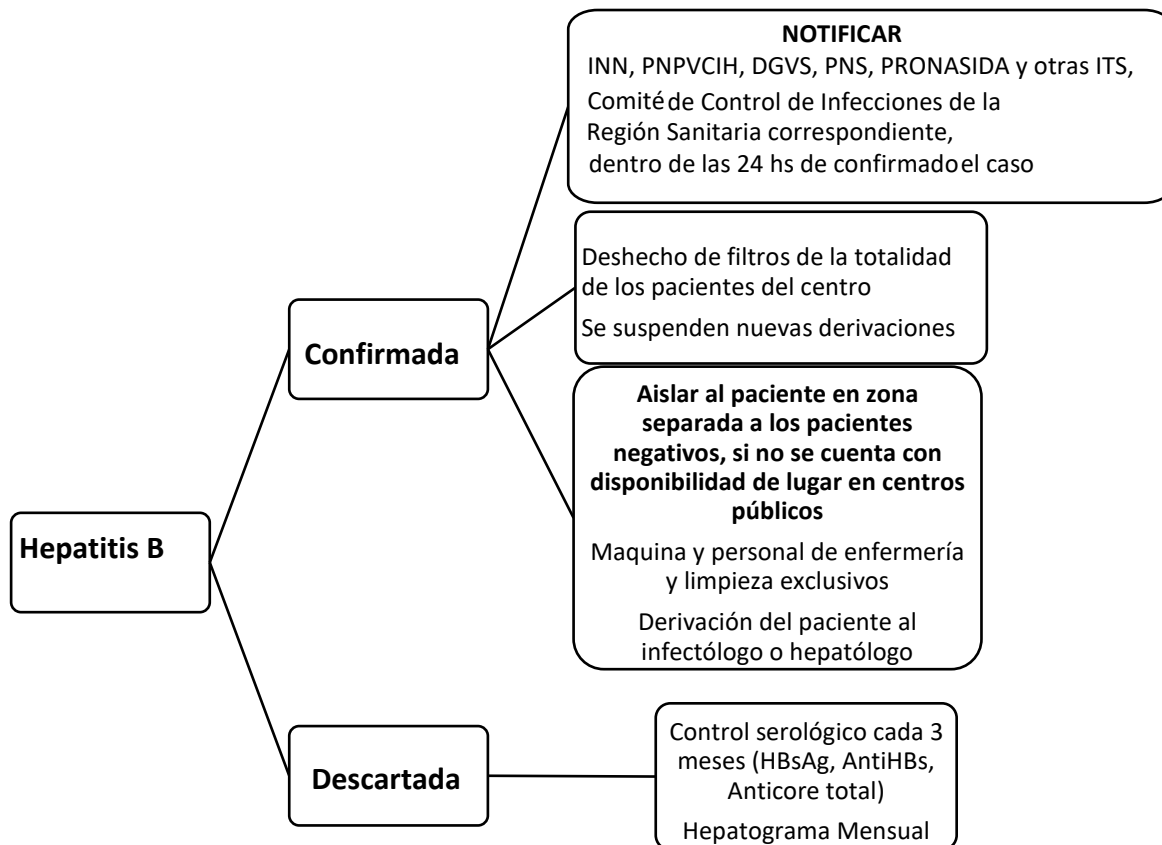 NOTIFICAR
INN, PNPVCIH, DGVS, PNS, PRONASIDA y otras ITS,
Comité de Control de Infecciones de la
Región Sanitaria correspondiente,
dentro de las 24 hs de confirmado el caso
Deshecho de filtros de la totalidad
de los pacientes del centro
Se suspenden nuevas derivaciones
Confirmada
Aislar al paciente en zona
separada a los pacientes
negativos, si no se cuenta con
disponibilidad de lugar en centros
públicos
Maquina y personal de enfermería
y limpieza exclusivos
Derivación del paciente al
infectólogo o hepatólogo
Hepatitis B
Descartada
Control serológico cada 3
meses (HBsAg, AntiHBs,
Anticore total)
Hepatograma Mensual